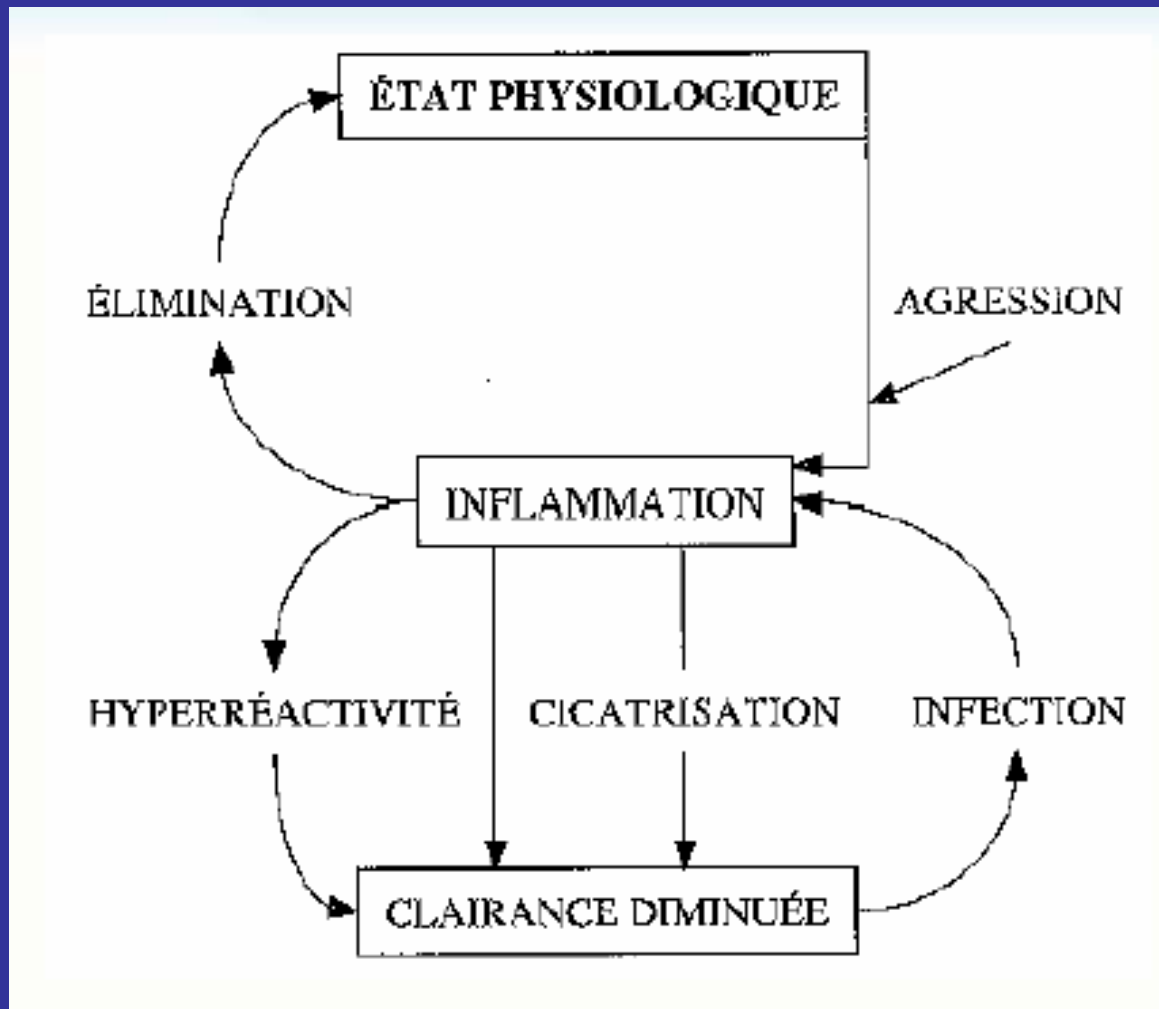 ÉTAT PHYSIOLOGIQUE
ÉLIMINATION
AGRESSION
INFLAMMATION
HYPERRÉACTIVITÉ
CICATRISATION
INFECTION
CLAIRANCE DIMINUÉE